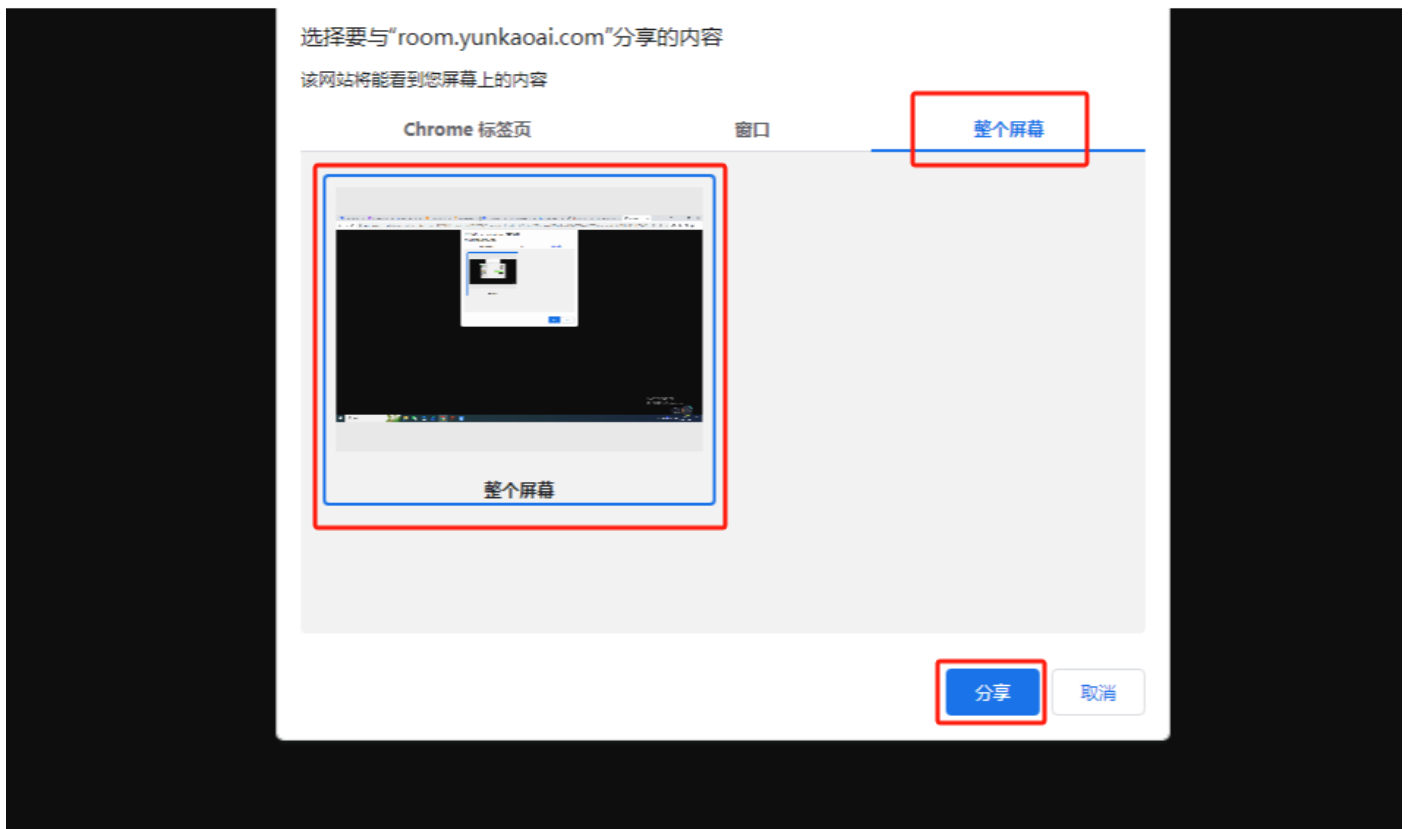 选择要与“room.yunkaoai.com”分享的内容
该网站将能看到您屏幕上的内容
Chrome 标签页
窗口
整个屏幕
整个屏幕
分享
取消